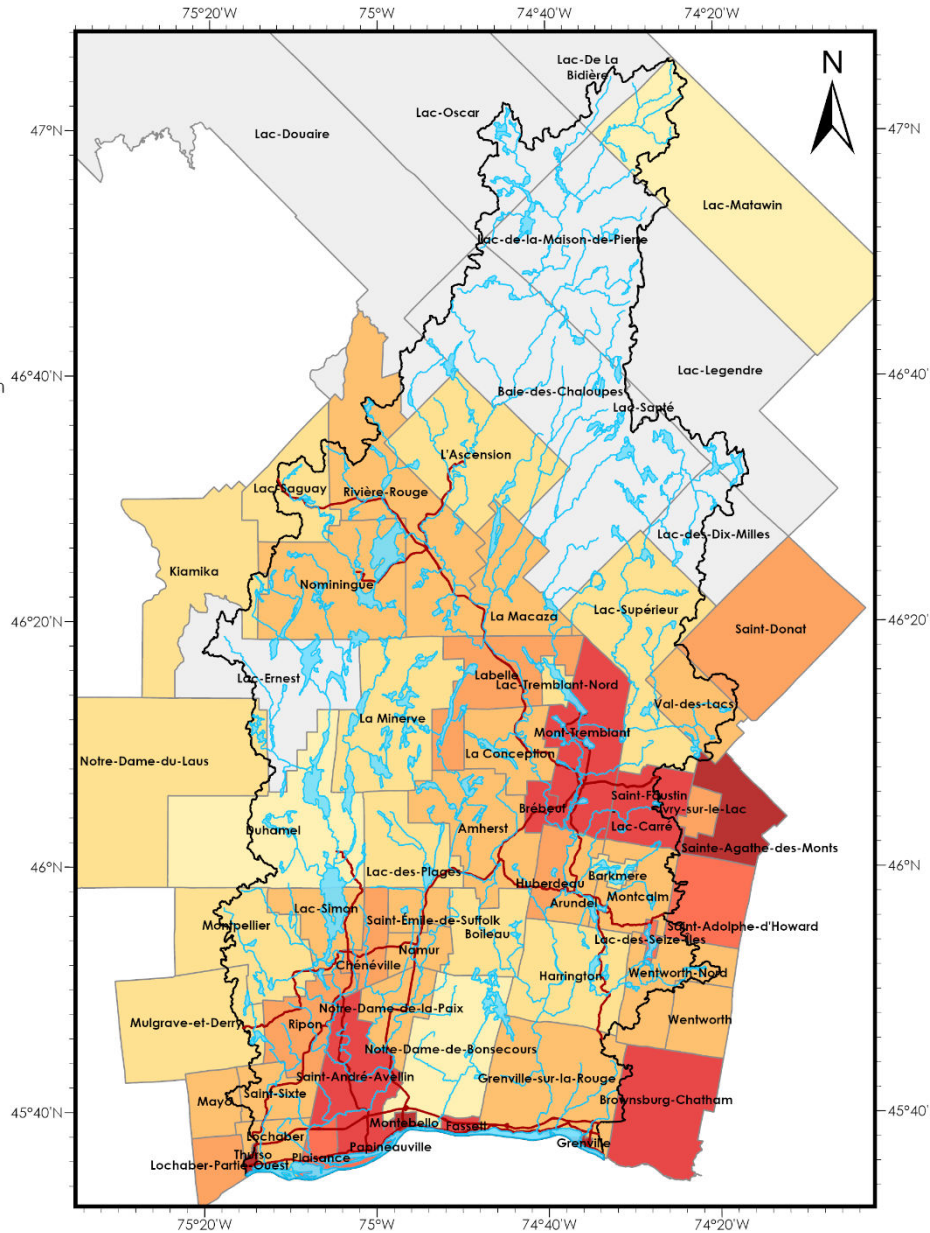 75°20'W 75°W 74°40'W 74°20'W
N
Lac-De La
Bidière
Lac-Oscar
47°N 47°N
Lac-Douaire
Lac-Matawin
Lac-de-la-Maison-de-Pierre
46°40'N 46°40'
n
Lac-Legendre
Baie-des-Chaloupes
Lac-Santé
L'Ascension
Lac-Saguay
Rivière-Rouge
Lac-des-Dix-Milles
Kiamika
Nominingue
Lac-Supérieur
La Macaza
46°20'N 46°20'
Saint-Donat
Lac-Ernest
Labelle
Lac-Tremblant-Nord
Val-des-Lacs
La Minerve
Mont-Tremblant
La Conception
Notre-Dame-du-Laus
Saint-Faustin
Brébeuf
Ivry-sur-le-Lac
Duhamel
Amherst
Lac-Carré
Sainte-Agathe-des-Monts
46°N 46°N
Lac-des-Plages
Barkmere
Huberdeau
Montcalm
Arundel
Lac-Simon
Montpellier
Saint-Émile-de-Suffolk
Saint-Adolphe-d'Howard
Boileau
Lac-des-Seize-Îles
Namur
Chénéville
Harrington
Wentworth-Nord
Notre-Dame-de-la-Paix
Mulgrave-et-Derry
Ripon
Wentworth
Notre-Dame-de-Bonsecours
Saint-André-Avellin
Grenville-sur-la-Rouge
Saint-Sixte
Mayo
Brownsburg-Chatham
45°40'N 45°40'
Montebello
Fassett
Lochaber
Papineauville
Grenville
Thurso
Plaisance
Lochaber-Partie-Ouest
75°20'W 75°W 74°40'W 74°20'W